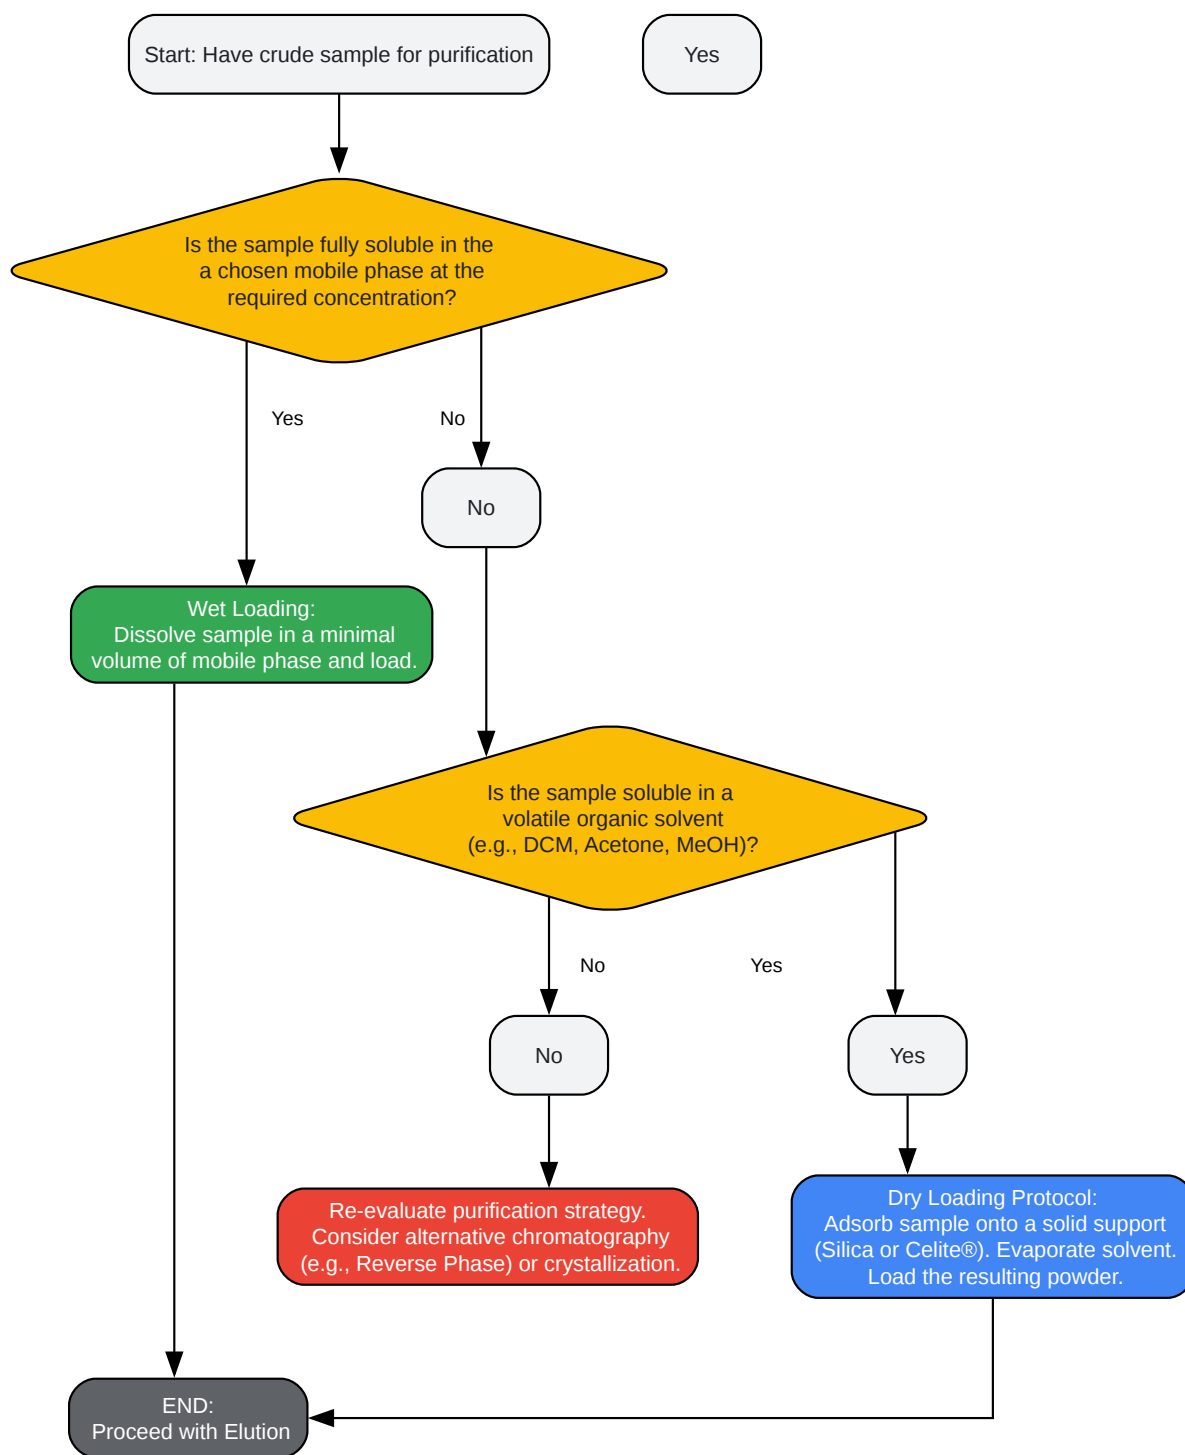 Start: Have crude sample for purification
Yes
Is the sample fully soluble in the
a chosen mobile phase at the
required concentration?
Yes
No
No
Wet Loading:
Dissolve sample in a minimal
volume of mobile phase and load.
Is the sample soluble in a
volatile organic solvent
(e.g., DCM, Acetone, MeOH)?
No
Yes
No
Yes
Re-evaluate purification strategy.
Consider alternative chromatography
(e.g., Reverse Phase) or crystallization.
Dry Loading Protocol:
Adsorb sample onto a solid support
(Silica or Celite®). Evaporate solvent.
Load the resulting powder.
END:
Proceed with Elution